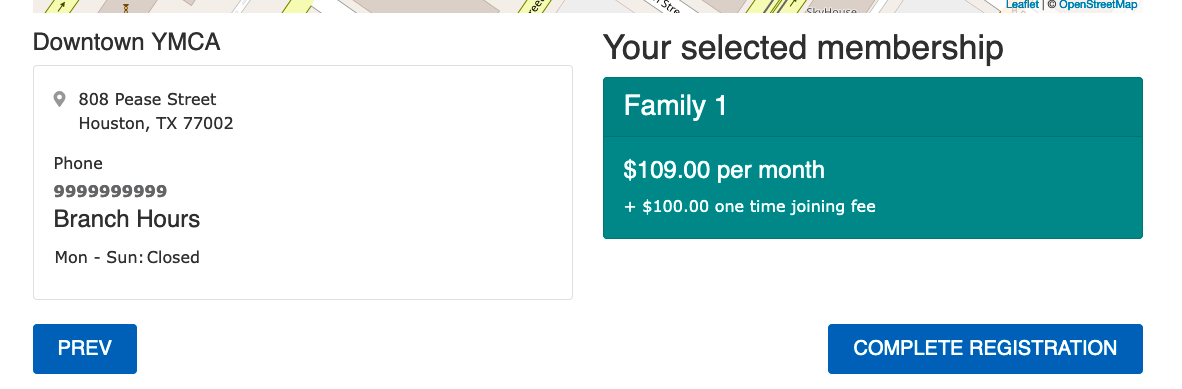 SkyHouse
Leaflet | © OpenStreetMap
Downtown YMCA
808 Pease Street
Houston, TX 77002
Phone
9999999999
Branch Hours
Mon - Sun: Closed
Your selected membership
Family 1
$109.00 per month
+ $100.00 one time joining fee
PREV
COMPLETE REGISTRATION